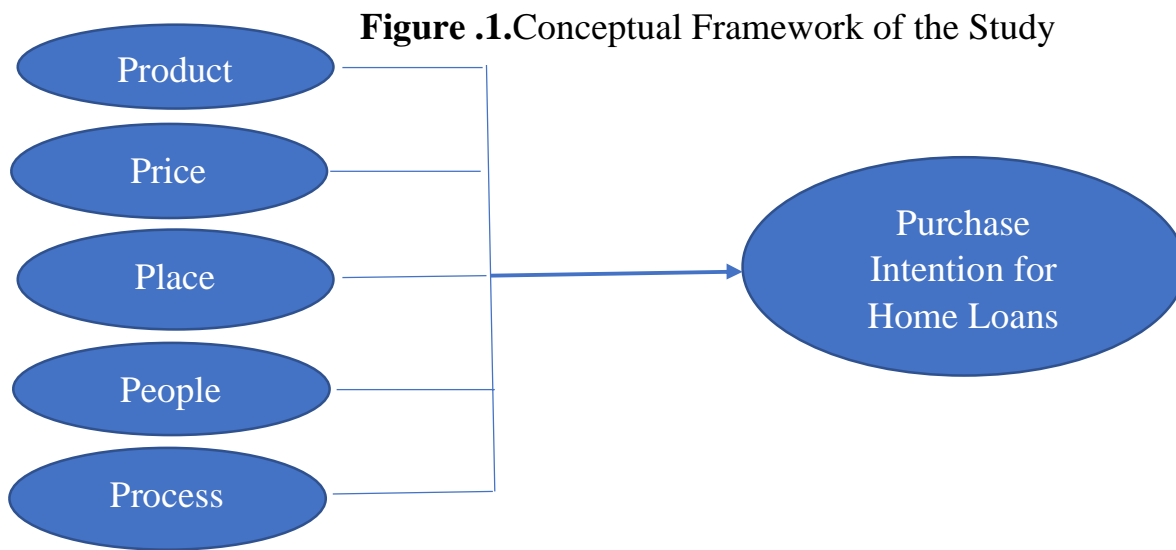 Figure .1.Conceptual Framework of the Study
Product
Price
Place
People
Process
Purchase
Intention for
Home Loans